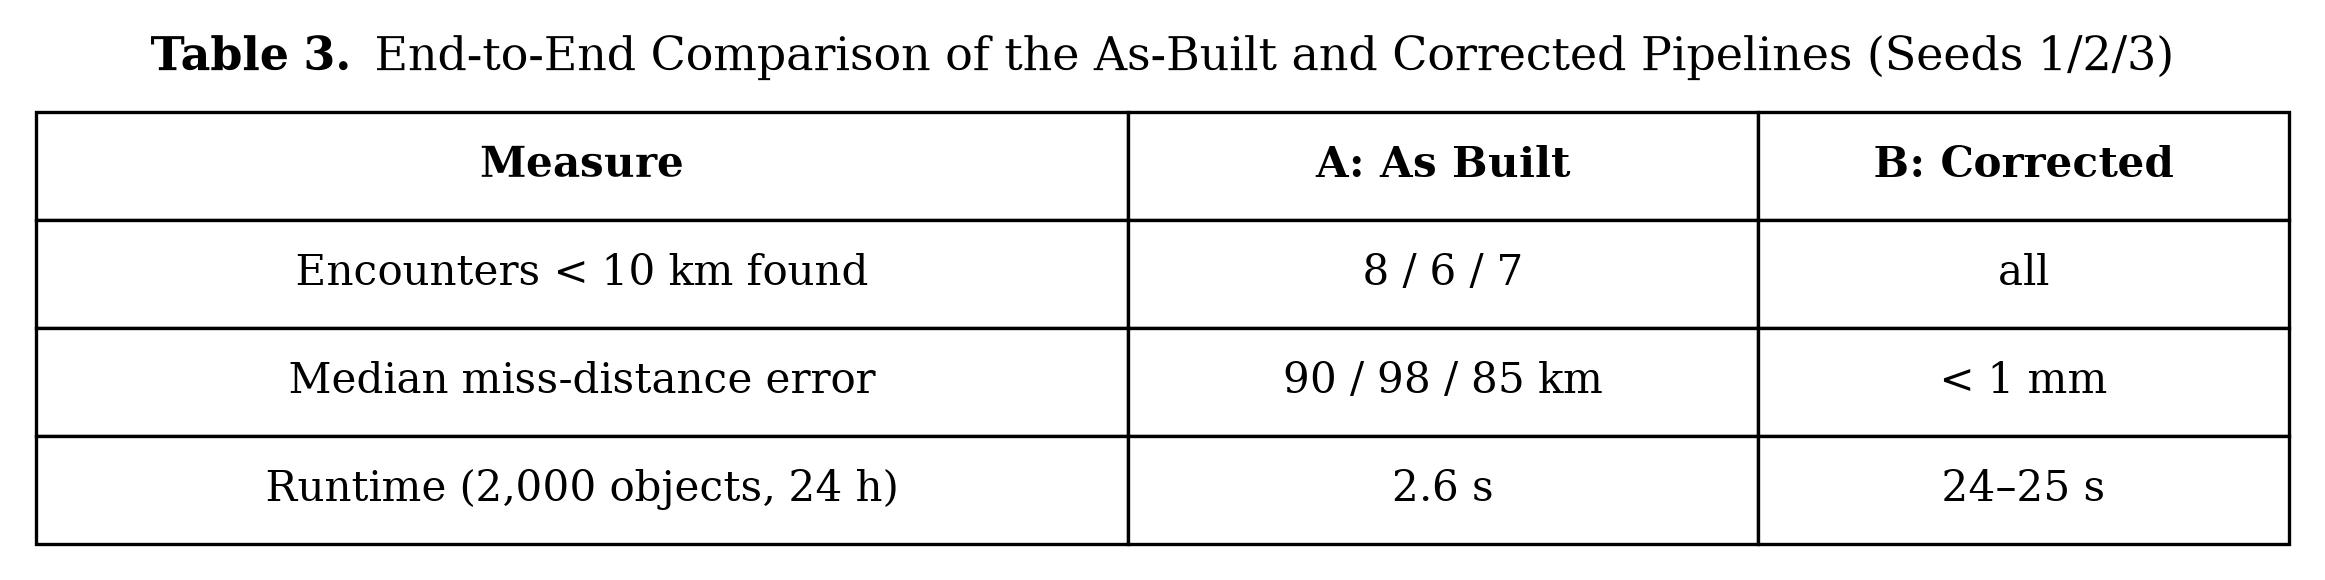 Table 3. End-to-End Comparison of the As-Built and Corrected Pipelines (Seeds 1/2/3)
Measure A: As Built B: Corrected
Encounters < 10 km found 8 / 6 / 7 all
Median miss-distance error 90 / 98 / 85 km < 1 mm
Runtime (2,000 objects, 24 h) 2.6 s 24–25 s